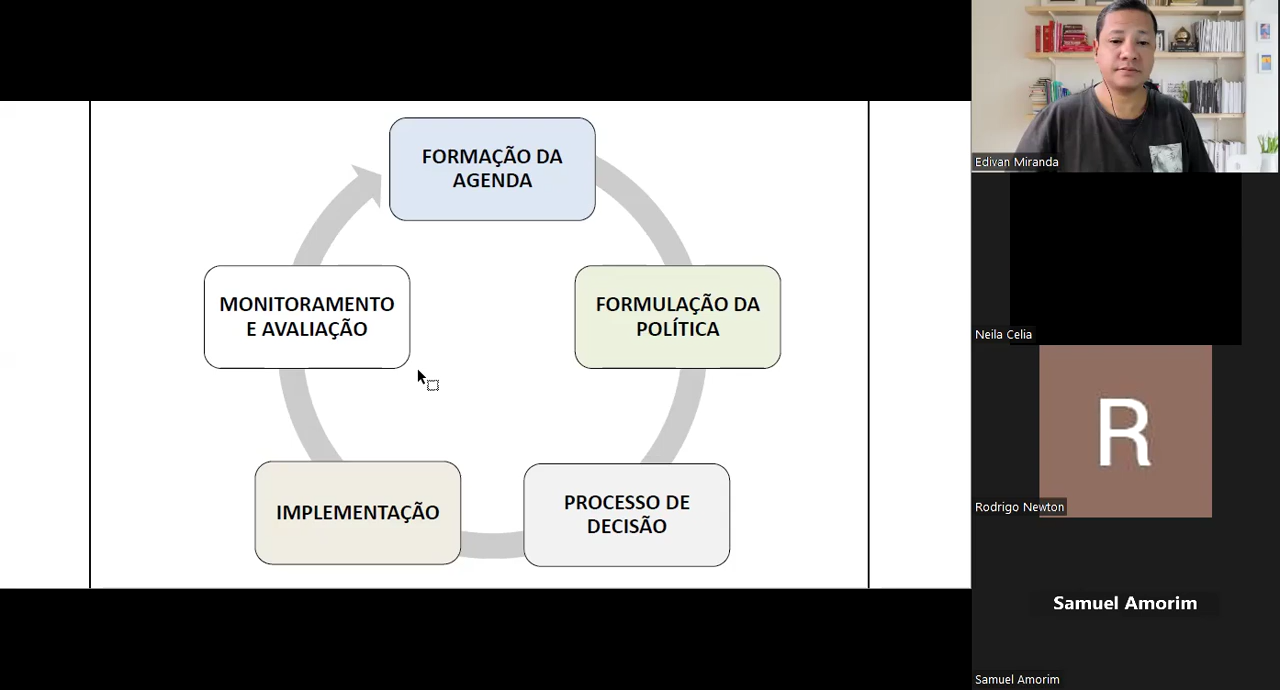 FORMAÇÃO DA
AGENDA
MONITORAMENTO
E AVALIAÇÃO
FORMULAÇÃO DA
POLÍTICA
IMPLEMENTAÇÃO
PROCESSO DE
DECISÃO
Edivan Miranda
Neila Celia
R
Rodrigo Newton
Samuel Amorim
Samuel Amorim